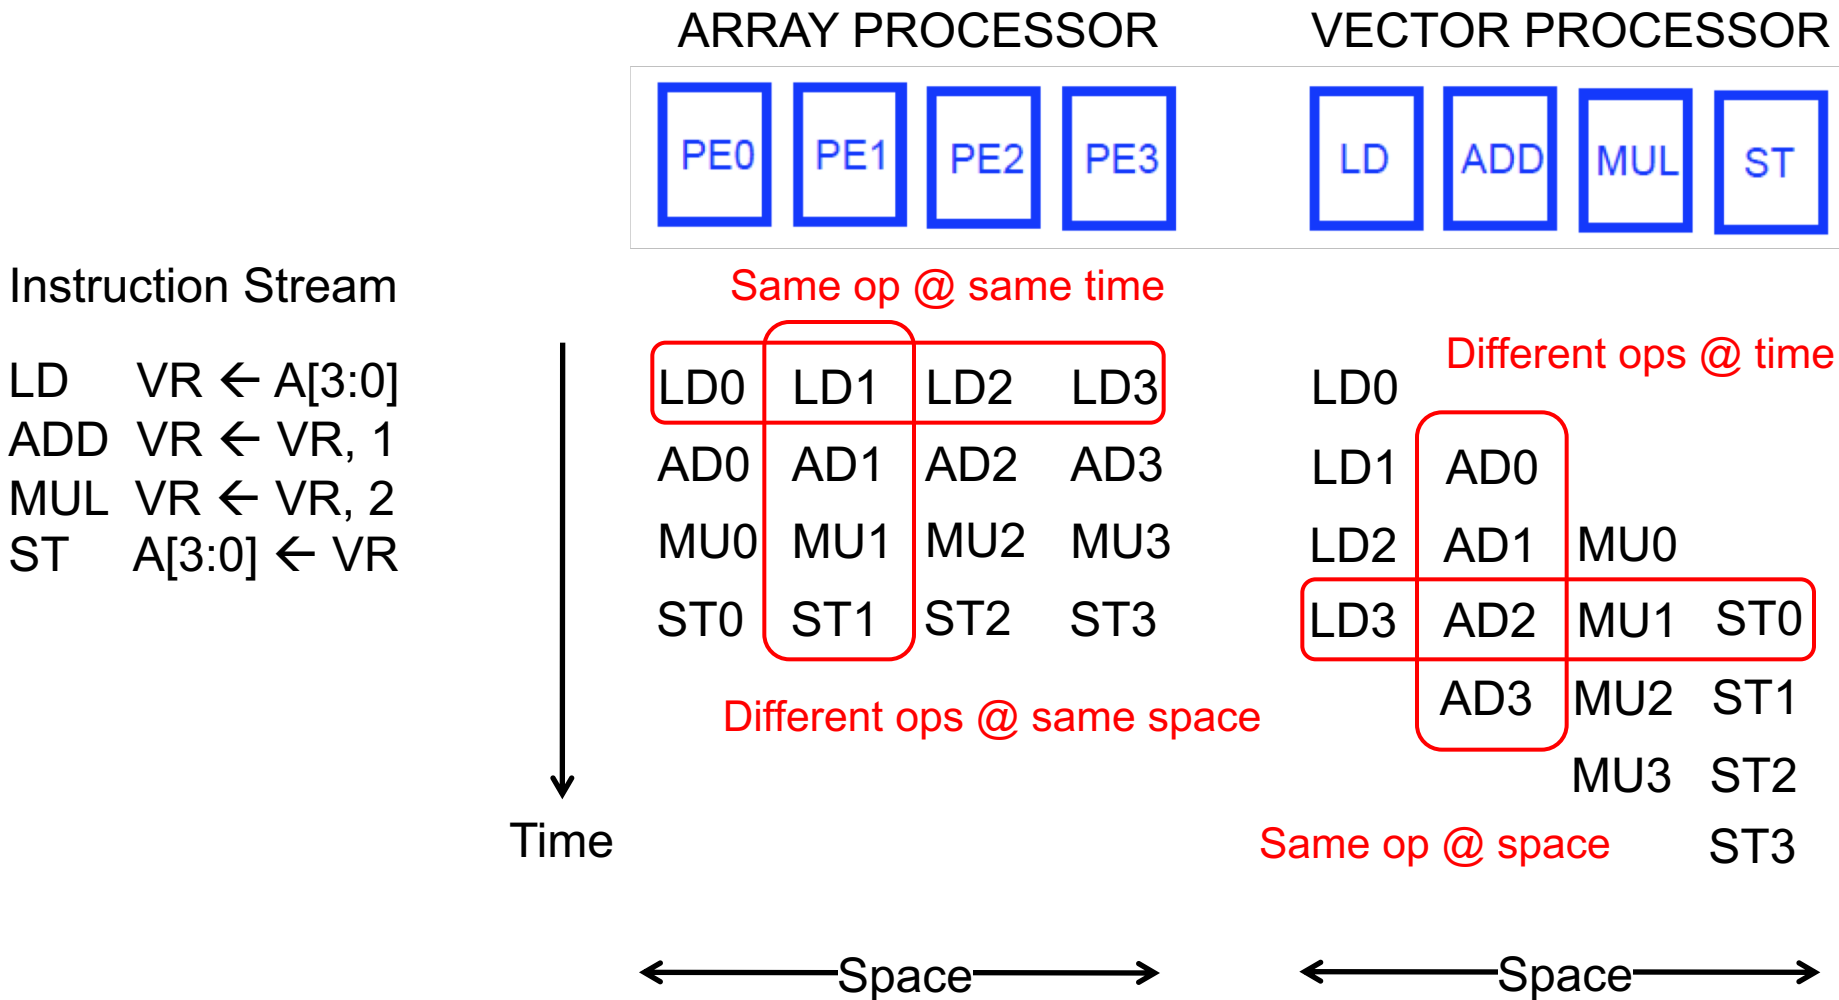 ARRAY PROCESSOR VECTOR PROCESSOR
PE0 PE1 PE2 PE3 LD ADD MUL ST
Instruction Stream
LD VR ← A[3:0]
ADD VR ← VR, 1
MUL VR ← VR, 2
ST A[3:0] ← VR
Time
Same op @ same time
LD0 LD1 LD2 LD3
AD0 AD1 AD2 AD3
MU0 MU1 MU2 MU3
ST0 ST1 ST2 ST3
Different ops @ same space
Space
Different ops @ time
LD0
LD1 AD0
LD2 AD1 MU0
LD3 AD2 MU1 ST0
AD3 MU2 ST1
MU3 ST2
Same op @ space ST3
Space